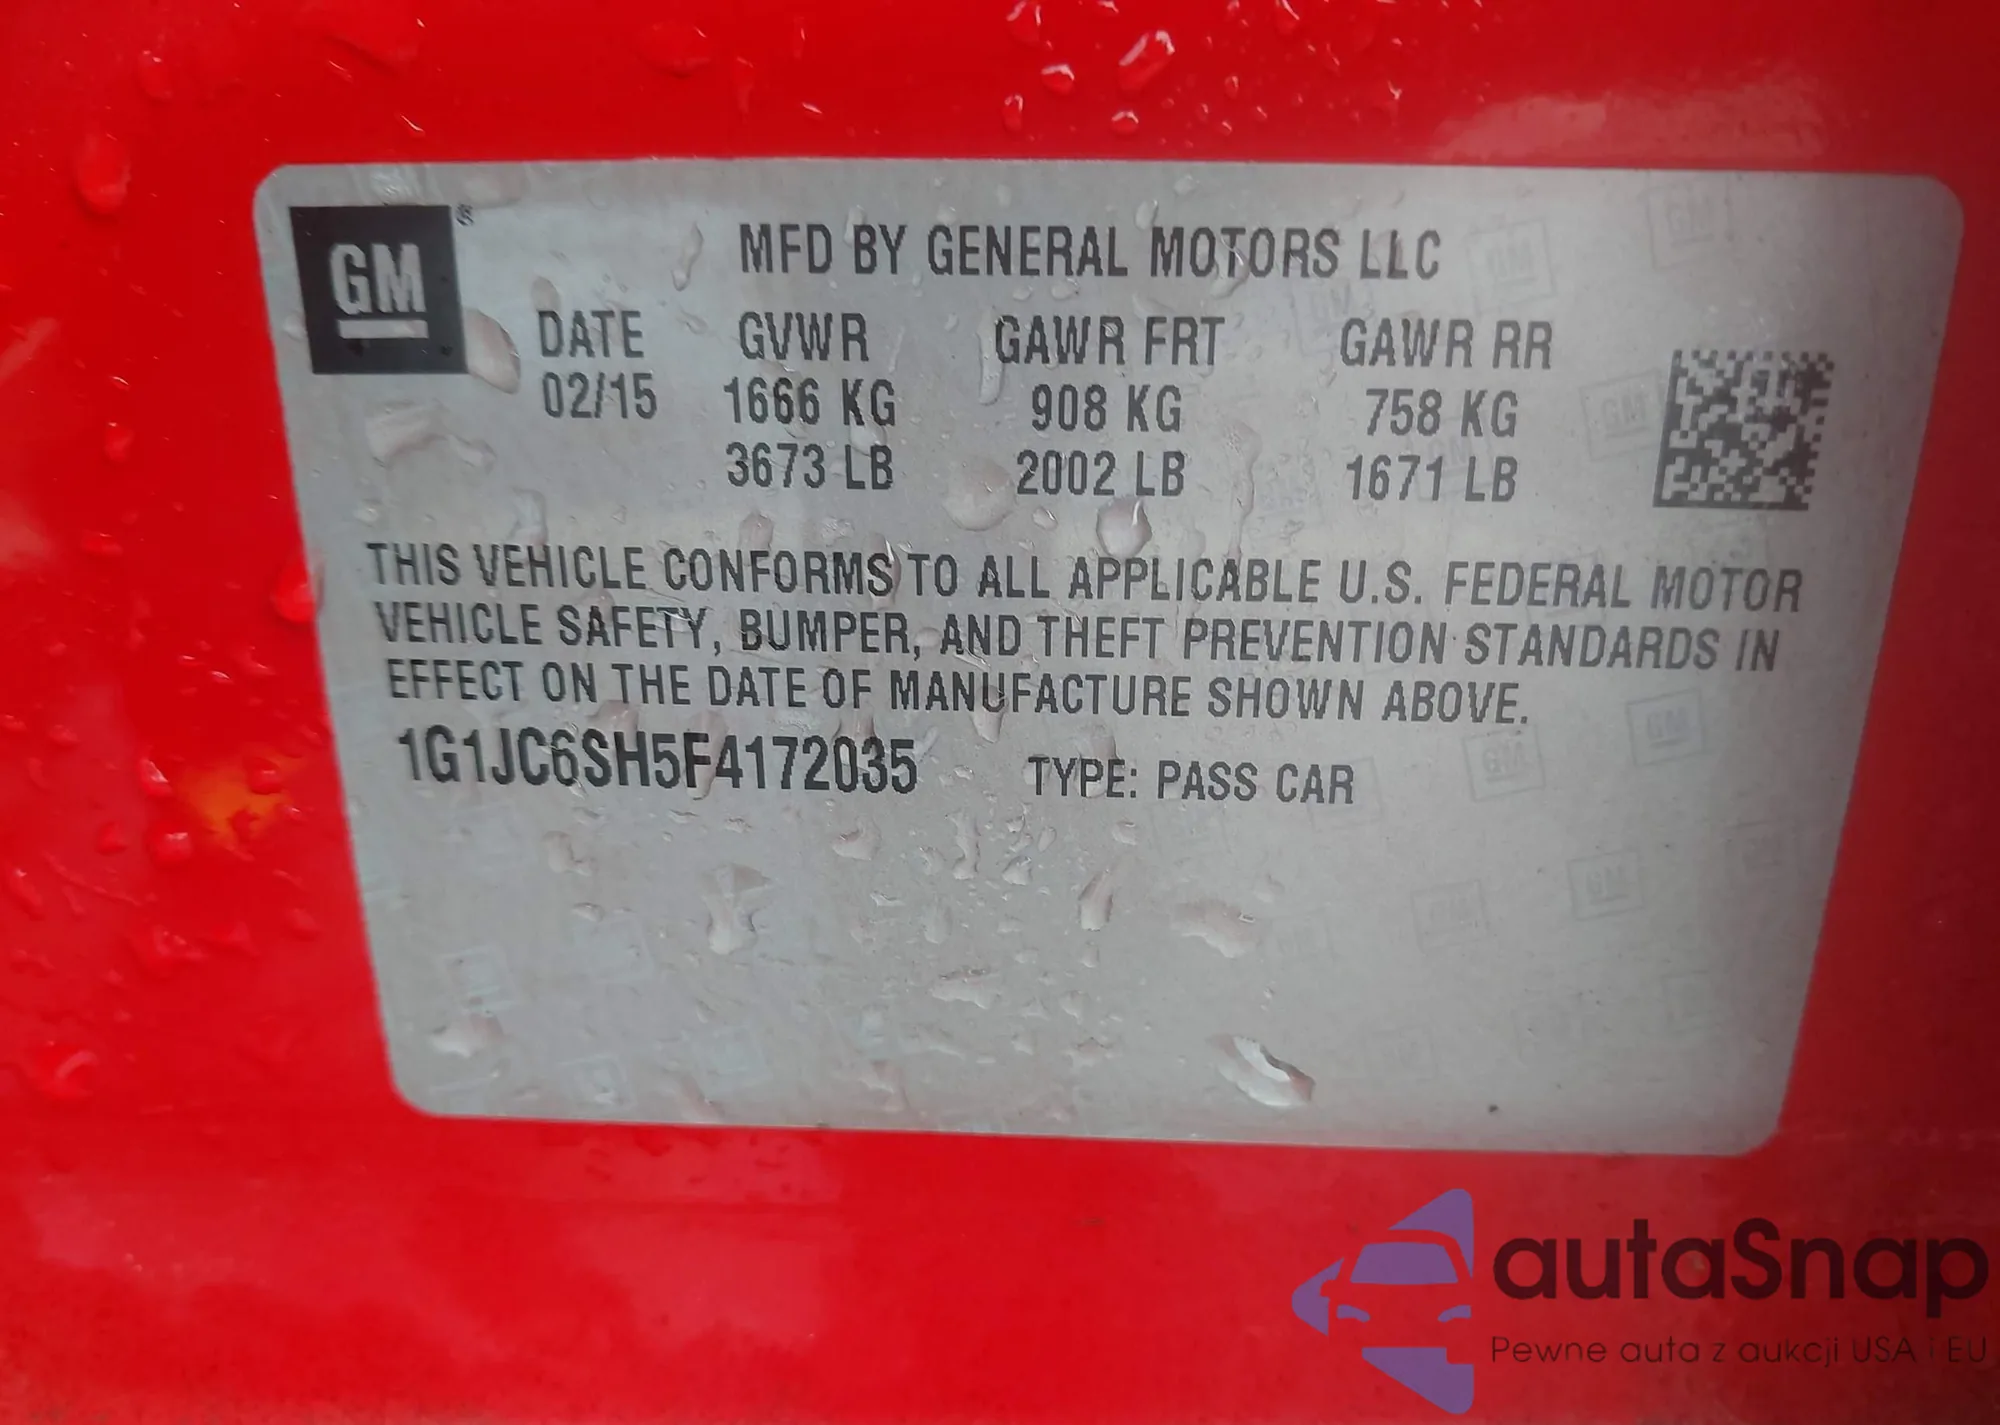 GM®
MFD BY GENERAL MOTORS LLC
DATE GVWR GAWR FRT GAWR RR
02/15 1666 KG 908 KG 758 KG
3673 LB 2002 LB 1671 LB
THIS VEHICLE CONFORMS TO ALL APPLICABLE U.S. FEDERAL MOTOR
VEHICLE SAFETY, BUMPER, AND THEFT PREVENTION STANDARDS IN
EFFECT ON THE DATE OF MANUFACTURE SHOWN ABOVE.
1G1JC6SH5F4172035 TYPE: PASS CAR
autaSnap
Pewne auta z aukcji USA i EU